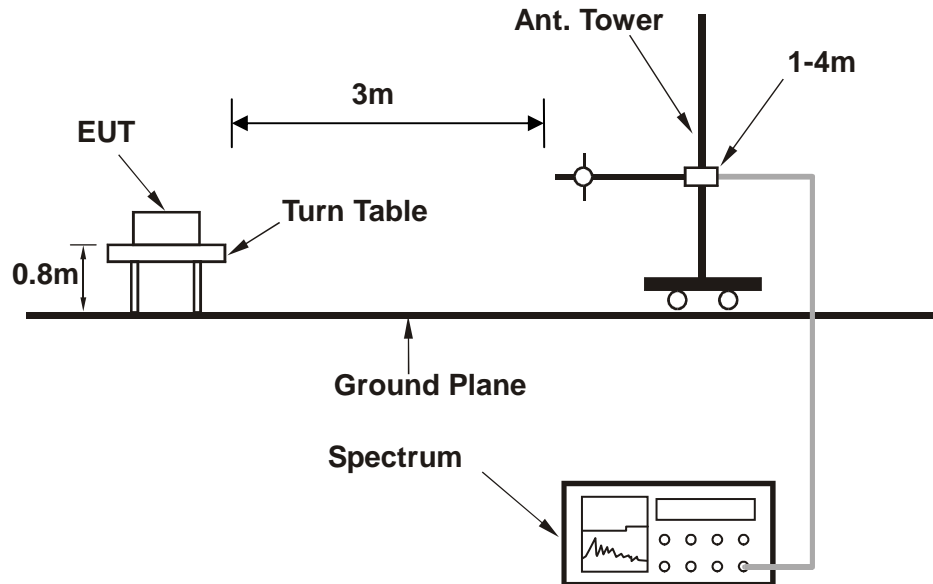 Ant. Tower
1-4m
3m
EUT
Turn Table
0.8m
Ground Plane
Spectrum